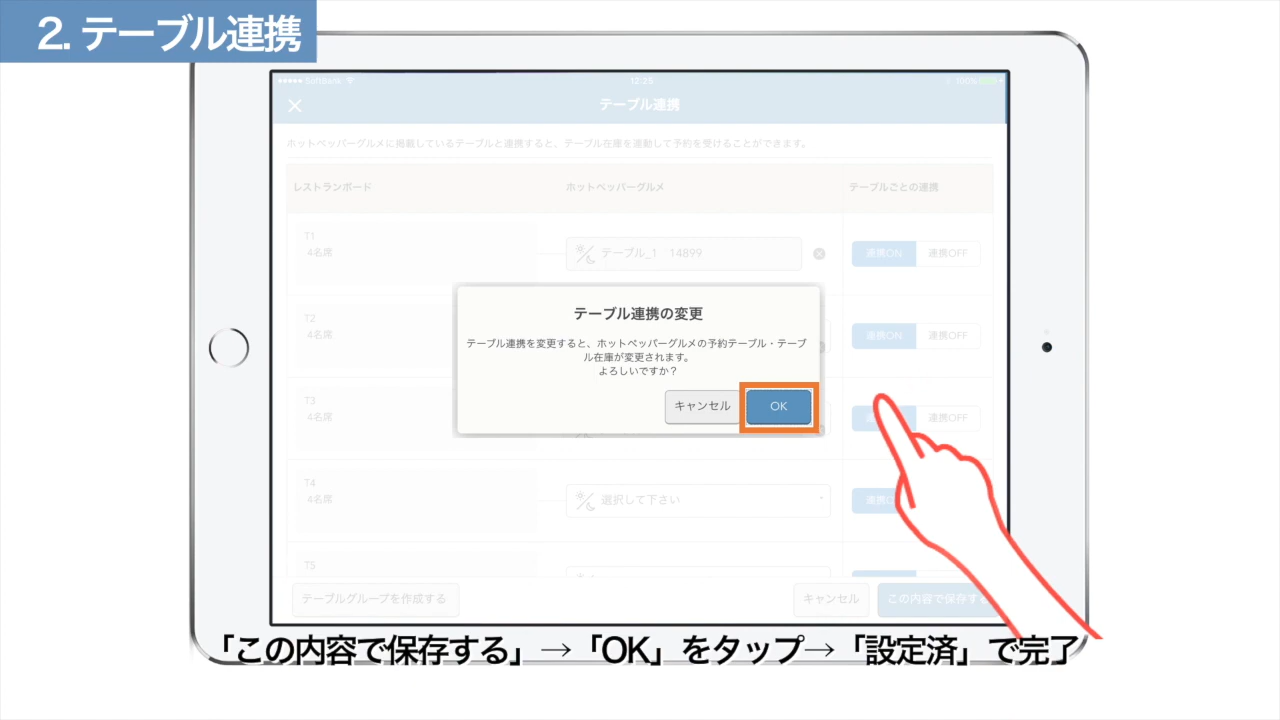 2. テーブル連携
SoftBank 12:25 100%
テーブル連携
ホットペッパーグルメに掲載しているテーブルと連携すると、テーブル在庫を連動して予約を受けることができます。
レストランボード ホットペッパーグルメ テーブルごとの連携
T1
4名席
テーブル_1 14899
連携ON 連携OFF
T2
4名席
連携ON 連携OFF
テーブル連携の変更
テーブル連携を変更すると、ホットペッパーグルメの予約テーブル・テーブ
ル在庫が変更されます。
よろしいですか？
キャンセル OK
T3
4名席
連携OFF
T4
4名席
選択して下さい
T5
テーブルグループを作成する キャンセル この内容で保存する
「この内容で保存する」→「OK」をタップ→「設定済」で完了